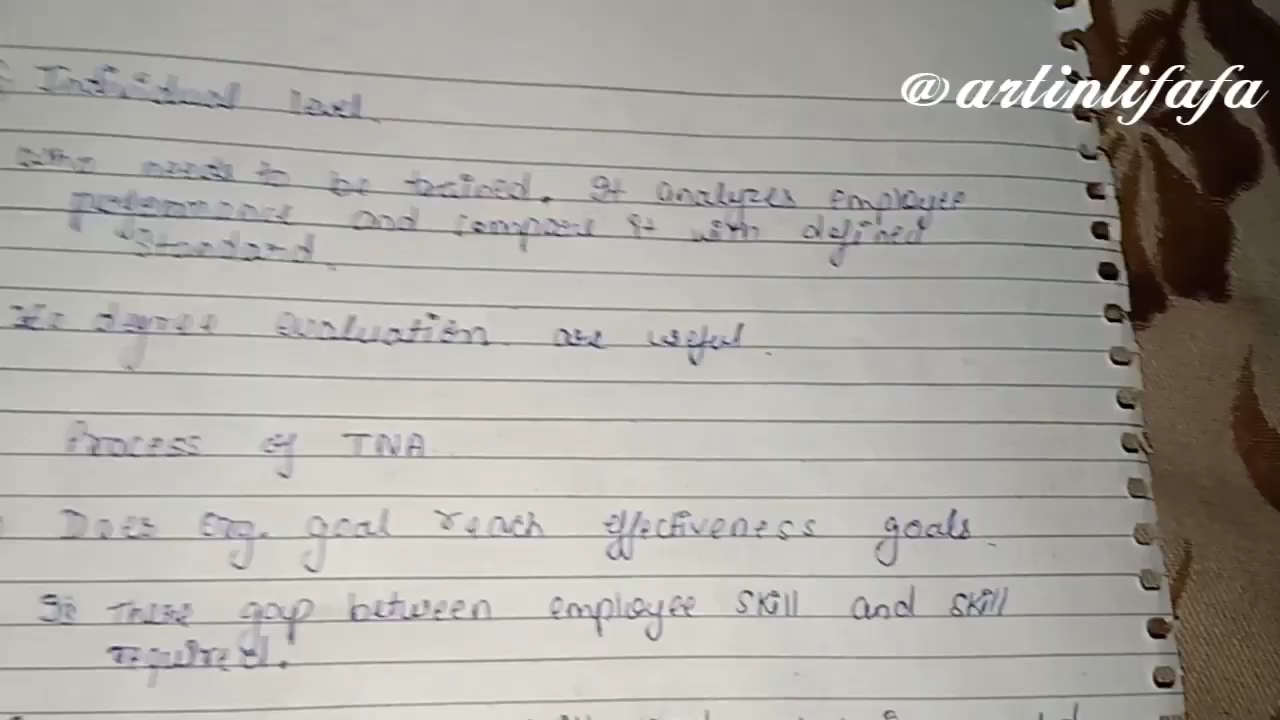 @artinlifafa
Individual level
who needs to be trained. It analyzes employee
performance and compare it with defined
standard.
degree evaluation are useful.
Process of TNA
Does Org. goal reach effectiveness goals.
Is there gap between employee skill and skill
required.